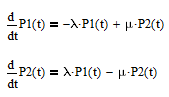 d/dt P1(t) = −λ·P1(t) + μ·P2(t)
d/dt P2(t) = λ·P1(t) − μ·P2(t)